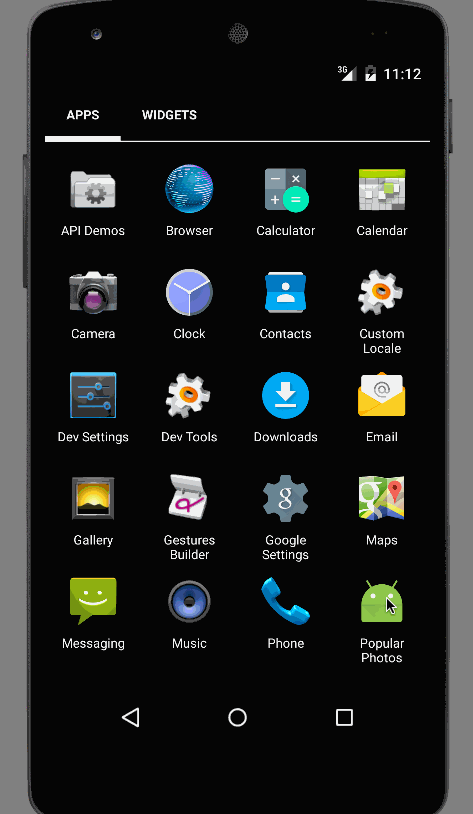 3G 11:12
APPS WIDGETS
API Demos Browser Calculator Calendar
Camera Clock Contacts Custom
Locale
Dev Settings Dev Tools Downloads Email
Gallery Gestures Google Maps
Builder Settings
Messaging Music Phone Popular
Photos